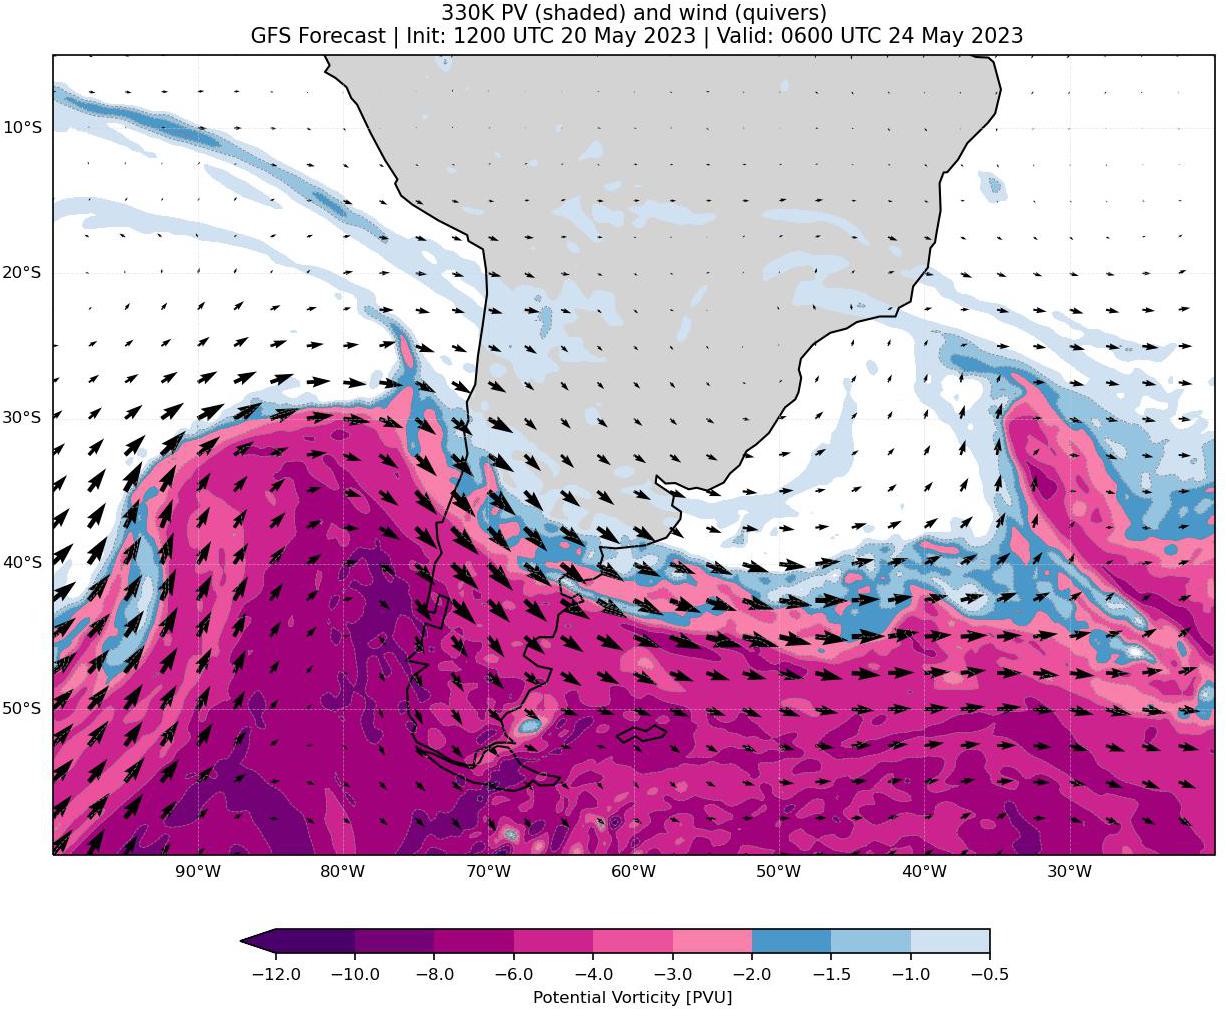 330K PV (shaded) and wind (quivers)
GFS Forecast | Init: 1200 UTC 20 May 2023 | Valid: 0600 UTC 24 May 2023
10°S
20°S
30°S
40°S
50°S
90°W 80°W 70°W 60°W 50°W 40°W 30°W
−12.0 −10.0 −8.0 −6.0 −4.0 −3.0 −2.0 −1.5 −1.0 −0.5
Potential Vorticity [PVU]